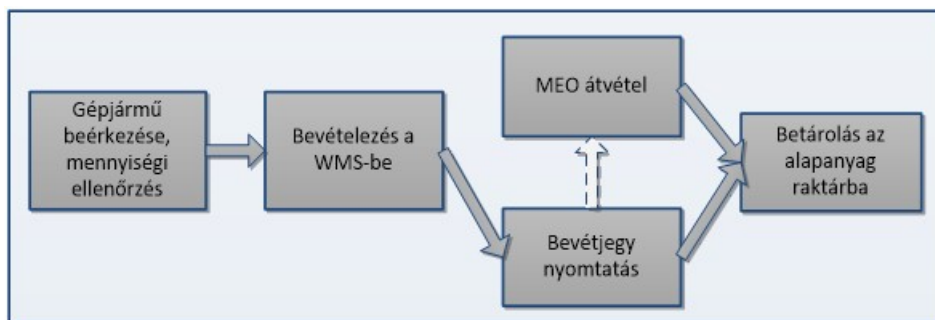 Gépjármű
beérkezése,
mennyiségi
ellenőrzés
Bevételezés a
WMS-be
MEO átvétel
Bevétjegy
nyomtatás
Betárolás az
alapanyag
raktárba